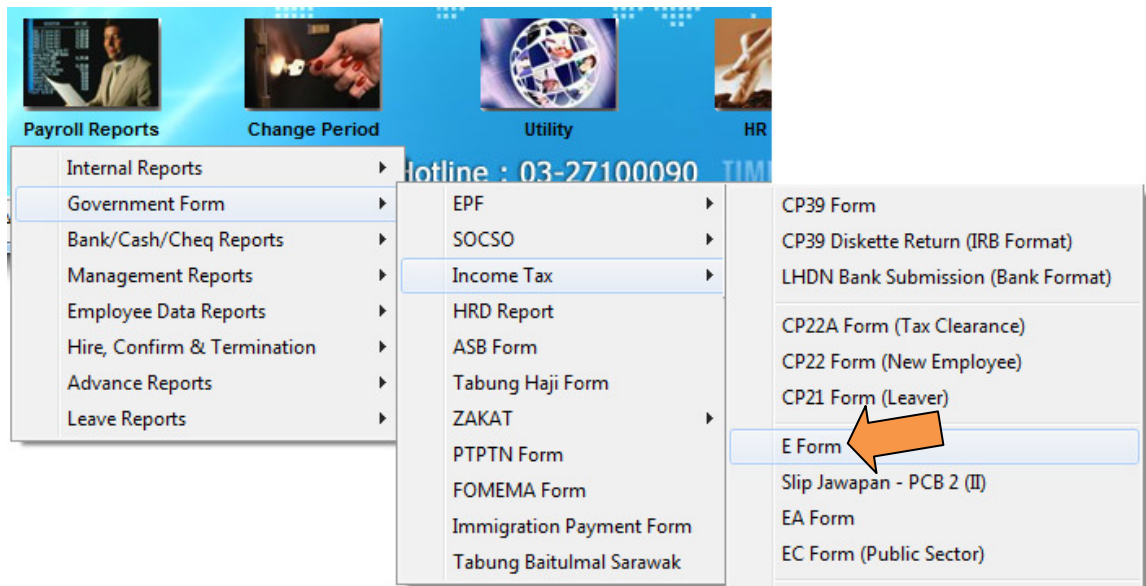 Payroll Reports
Change Period
Utility
HR
Hotline : 03-27100090 TIM
Internal Reports
Government Form
Bank/Cash/Cheq Reports
Management Reports
Employee Data Reports
Hire, Confirm & Termination
Advance Reports
Leave Reports
EPF
SOCSO
Income Tax
HRD Report
ASB Form
Tabung Haji Form
ZAKAT
PTPTN Form
FOMEMA Form
Immigration Payment Form
Tabung Baitulmal Sarawak
CP39 Form
CP39 Diskette Return (IRB Format)
LHDN Bank Submission (Bank Format)
CP22A Form (Tax Clearance)
CP22 Form (New Employee)
CP21 Form (Leaver)
E Form
Slip Jawapan - PCB 2 (II)
EA Form
EC Form (Public Sector)